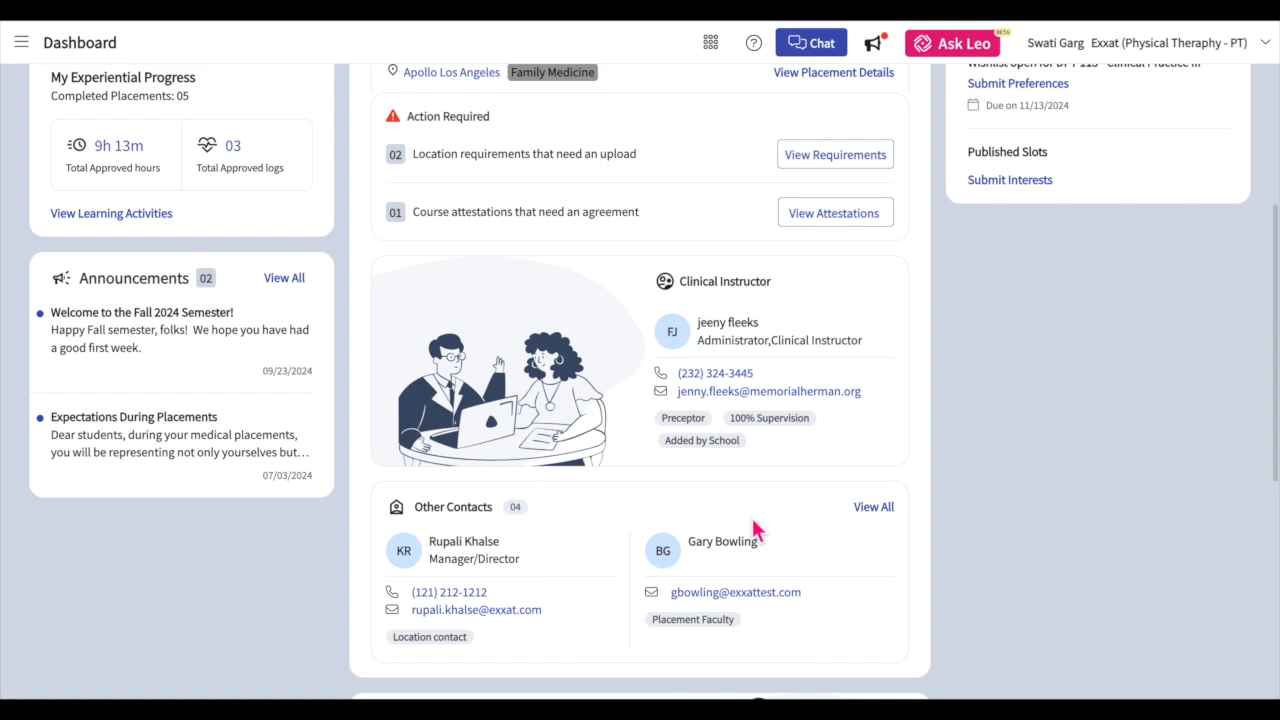 Dashboard
Chat
Ask Leo
BETA
Swati Garg Exxat (Physical Theraphy - PT)
My Experiential Progress
Completed Placements: 05
9h 13m
Total Approved hours
03
Total Approved logs
View Learning Activities
Announcements 02 View All
Welcome to the Fall 2024 Semester!
Happy Fall semester, folks! We hope you have had
a good first week.
09/23/2024
Expectations During Placements
Dear students, during your medical placements,
you will be representing not only yourselves but...
07/03/2024
Apollo Los Angeles Family Medicine View Placement Details
Action Required
02 Location requirements that need an upload View Requirements
01 Course attestations that need an agreement View Attestations
Clinical Instructor
FJ
jeeny fleeks
Administrator,Clinical Instructor
(232) 324-3445
jenny.fleeks@memorialherman.org
Preceptor 100% Supervision
Added by School
Other Contacts 04 View All
KR
Rupali Khalse
Manager/Director
(121) 212-1212
rupali.khalse@exxat.com
Location contact
BG
Gary Bowling
gbowling@exxattest.com
Placement Faculty
Submit Preferences
Due on 11/13/2024
Published Slots
Submit Interests